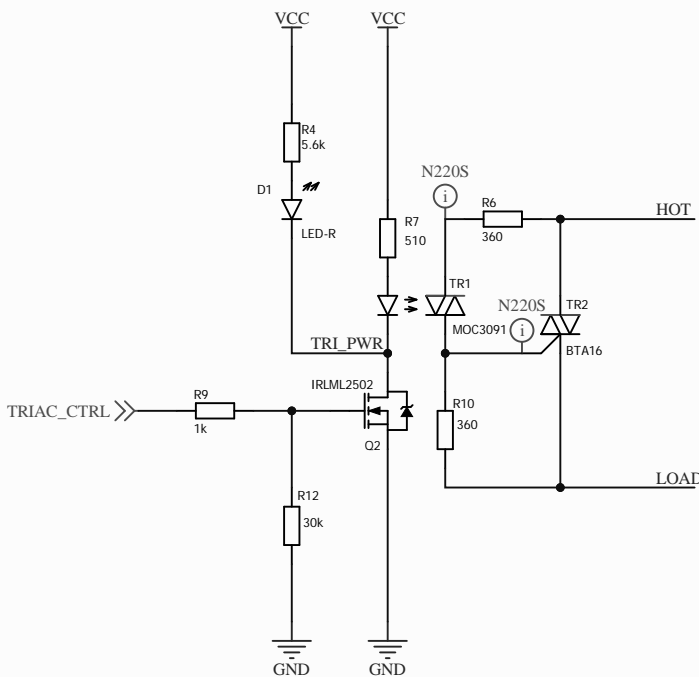 VCC
VCC
R4
5.6k
D1
LED-R
N220S
i
R6
360
HOT
R7
510
TR1
N220S
i
TR2
MOC3091
BTA16
TRI_PWR
IRLML2502
R9
TRIAC_CTRL
1k
R10
360
Q2
LOAD
R12
30k
GND
GND